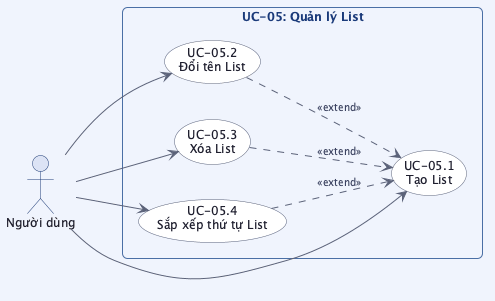 UC-05: Quản lý List
UC-05.2
Đổi tên List
«extend»
UC-05.3
Xóa List
«extend»
UC-05.1
Tạo List
«extend»
UC-05.4
Sắp xếp thứ tự List
Người dùng